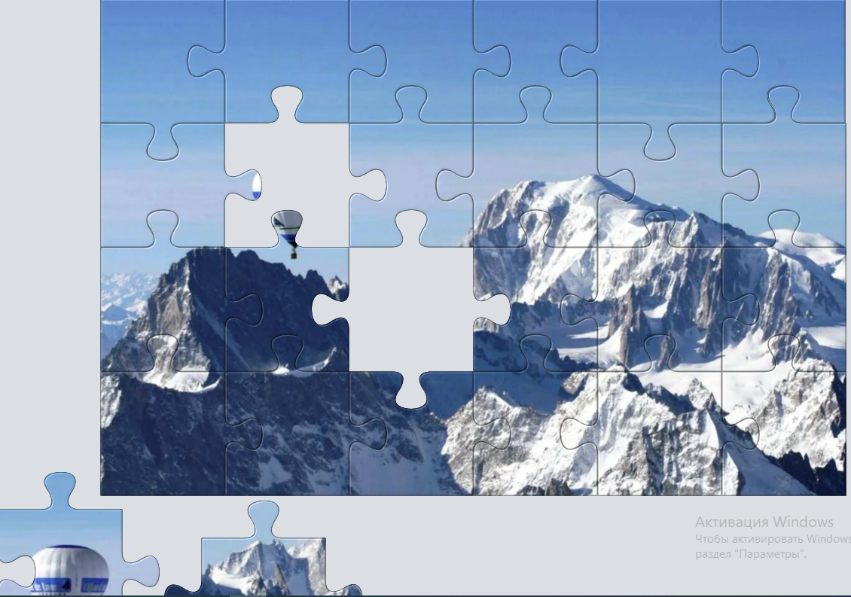 Активация Windows
Чтобы активировать Windows
раздел "Параметры".